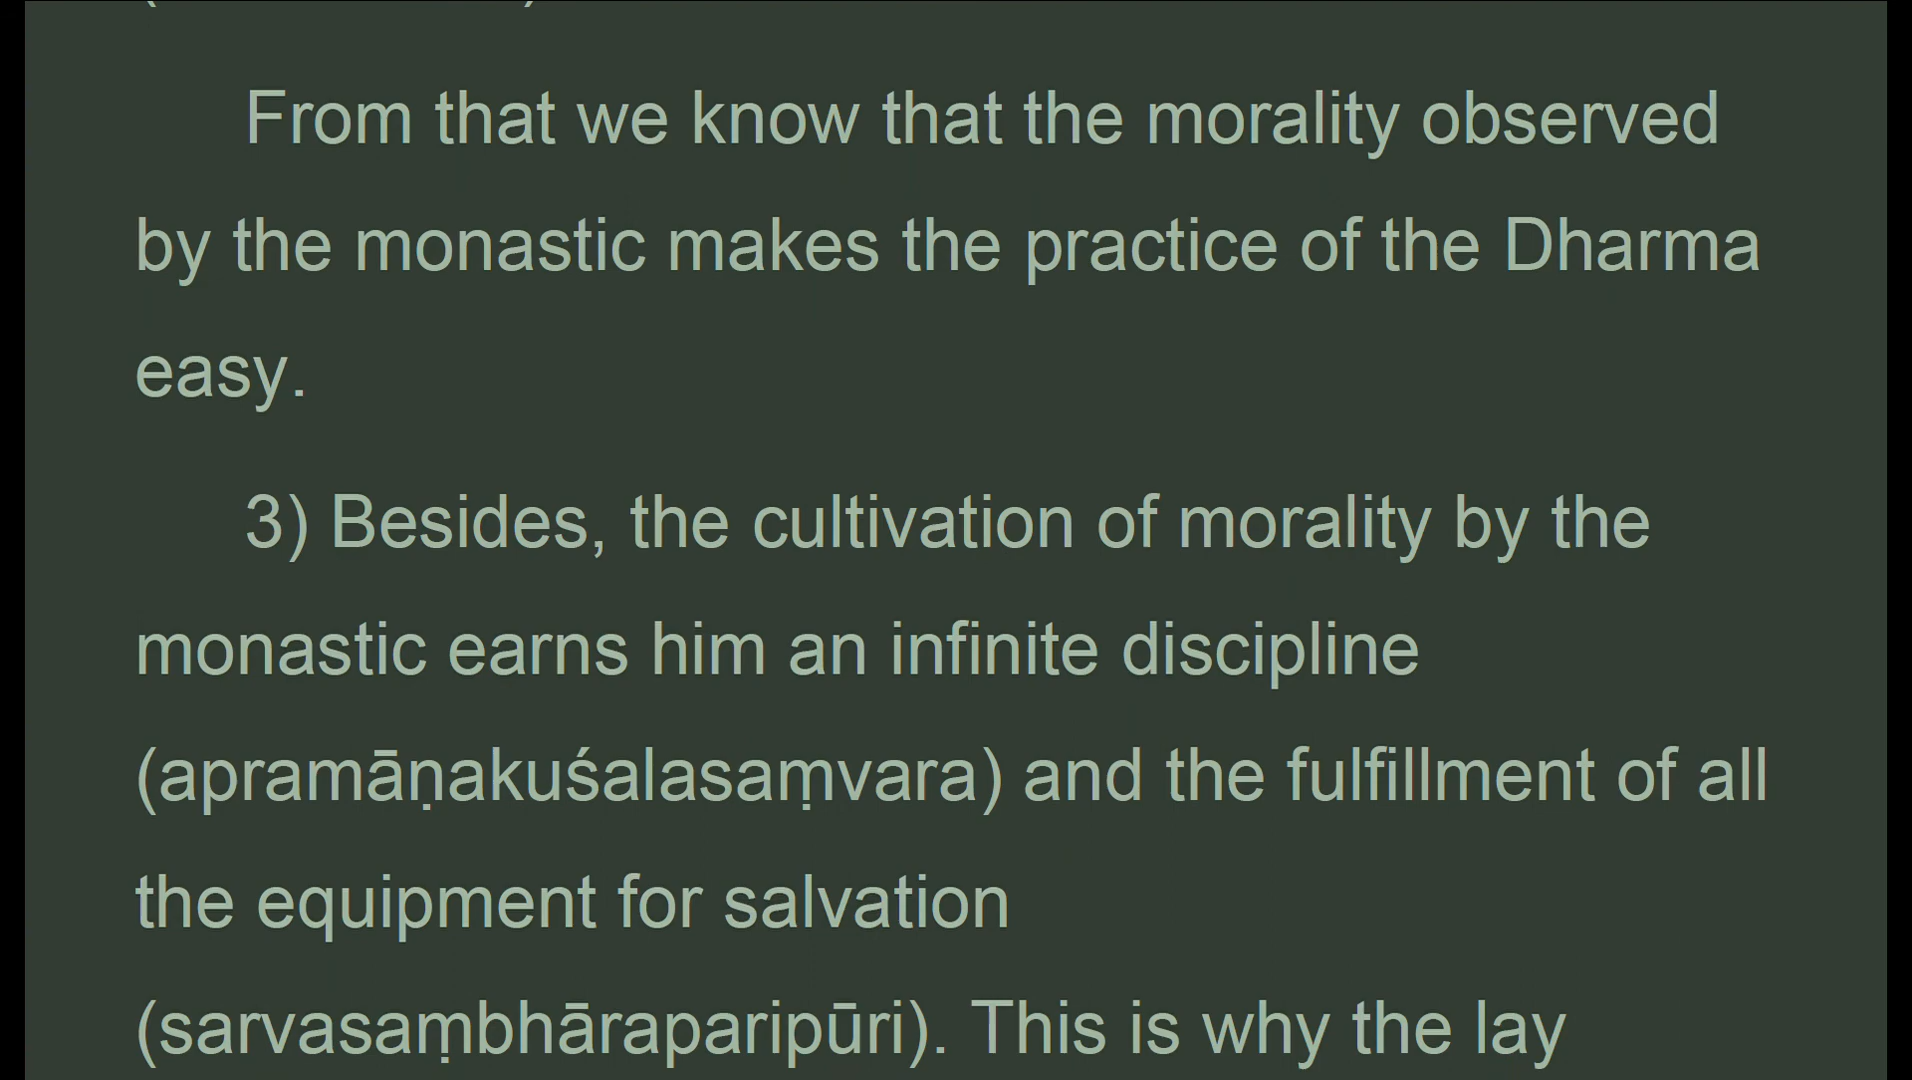 From that we know that the morality observed
by the monastic makes the practice of the Dharma
easy.
3) Besides, the cultivation of morality by the
monastic earns him an infinite discipline
(apramāṇakuśalasaṃvara) and the fulfillment of all
the equipment for salvation
(sarvasaṃbhāraparipūri). This is why the lay